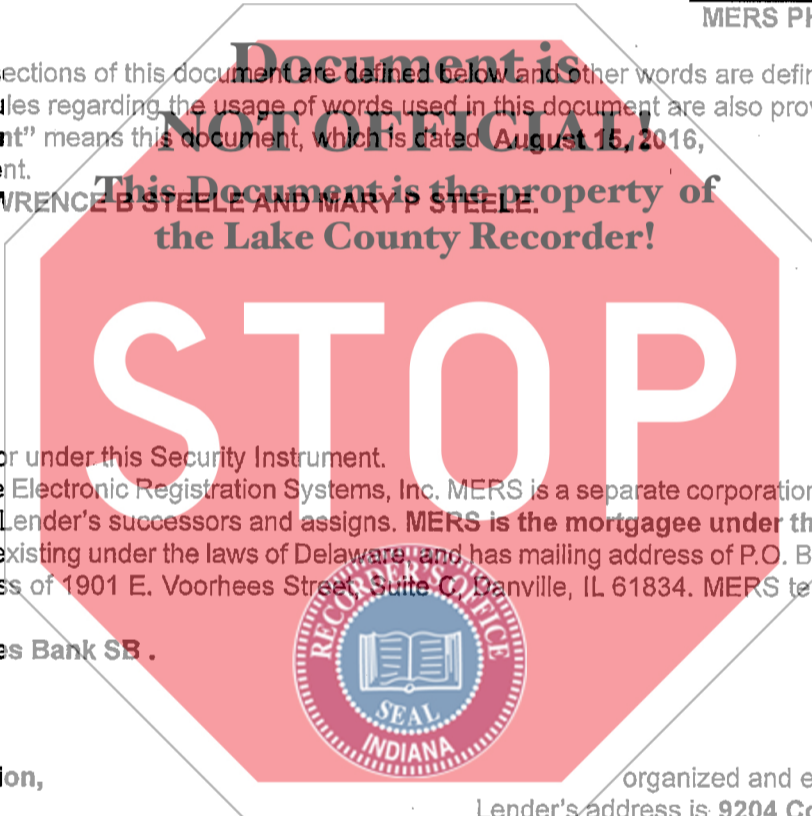 MERS PH
ections of this document are defined below and other words are defin
les regarding the usage of words used in this document are also prov
nt” means this document, which is dated August 15, 2016,
nt.
WRENCE B STEELE AND MARY P STEELE.
Document is
NOT OFFICIAL!
This Document is the property of
the Lake County Recorder!
STOP
or under this Security Instrument.
e Electronic Registration Systems, Inc. MERS is a separate corporation
Lender's successors and assigns. MERS is the mortgagee under th
existing under the laws of Delaware, and has mailing address of P.O. B
ss of 1901 E. Voorhees Street, Suite C, Danville, IL 61834. MERS te
es Bank SB .
RECORDER'S OFFICE
SEAL
INDIANA
ion,
organized and e
Lender's address is 9204 Co